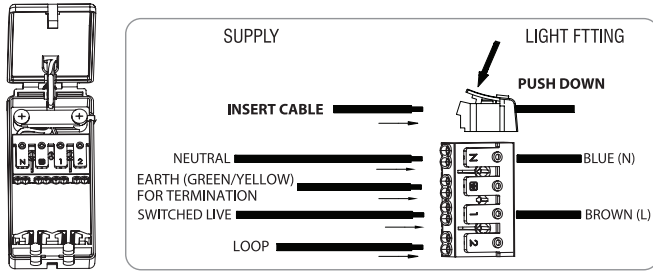 SUPPLY
LIGHT FTTING
PUSH DOWN
INSERT CABLE
NEUTRAL
BLUE (N)
EARTH (GREEN/YELLOW)
FOR TERMINATION
SWITCHED LIVE
BROWN (L)
LOOP
N
1
2
N
1
2